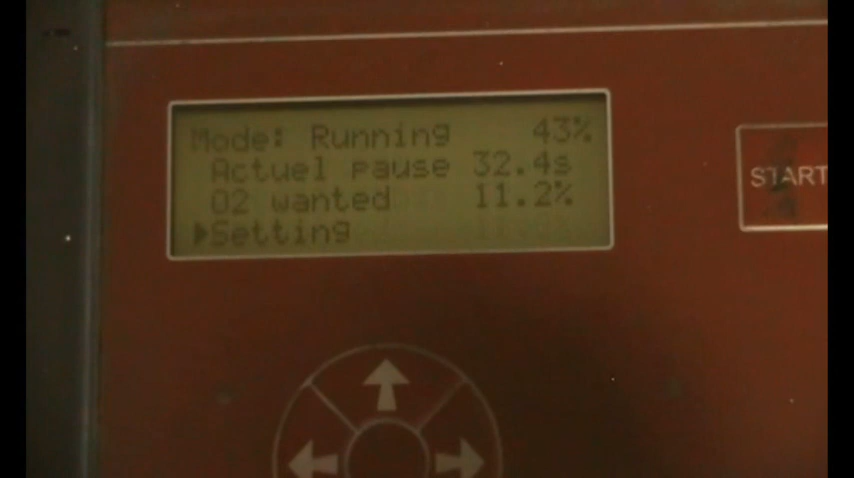 Mode: Running 43%
Actuel pause 32.4s
O2 wanted 11.2%
▶Setting
START